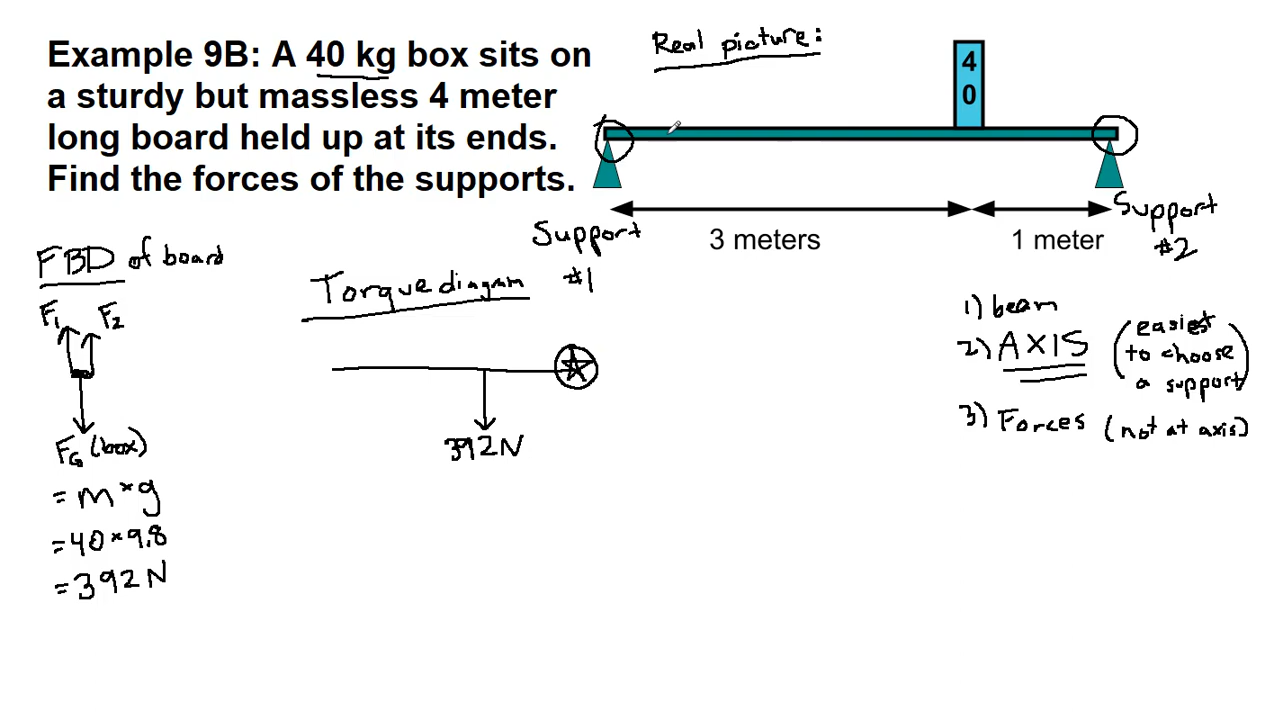 Example 9B: A 40 kg box sits on
a sturdy but massless 4 meter
long board held up at its ends.
Find the forces of the supports.
Real picture:
4
0
3 meters
1 meter
Support
#1
Support
#2
FBD of board
F1 F2
FG (box)
= m * g
= 40 * 9.8
= 392 N
Torque diagram
392 N
1) beam
2) AXIS (easiest
to choose
a support)
3) Forces (not at axis)